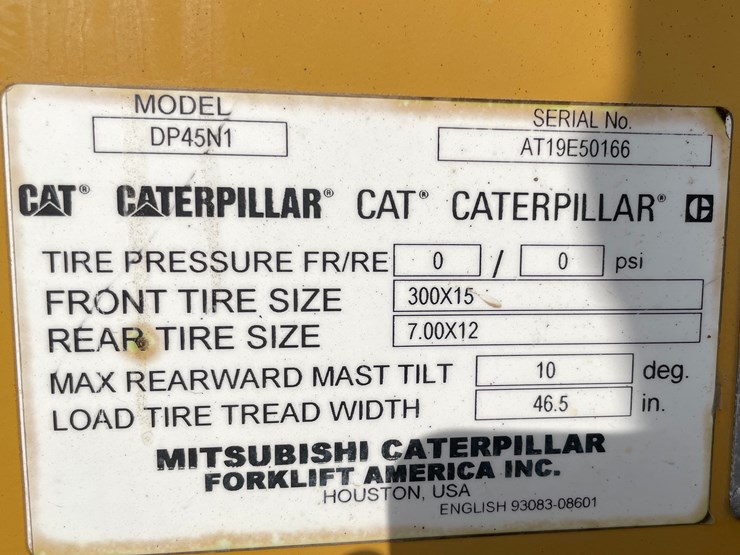 MODEL
DP45N1
SERIAL No.
AT19E50166
CAT® CATERPILLAR® CAT® CATERPILLAR®
TIRE PRESSURE FR/RE 0 / 0 psi
FRONT TIRE SIZE 300X15
REAR TIRE SIZE 7.00X12
MAX REARWARD MAST TILT 10 deg.
LOAD TIRE TREAD WIDTH 46.5 in.
MITSUBISHI CATERPILLAR
FORKLIFT AMERICA INC.
HOUSTON, USA
ENGLISH 93083-08601